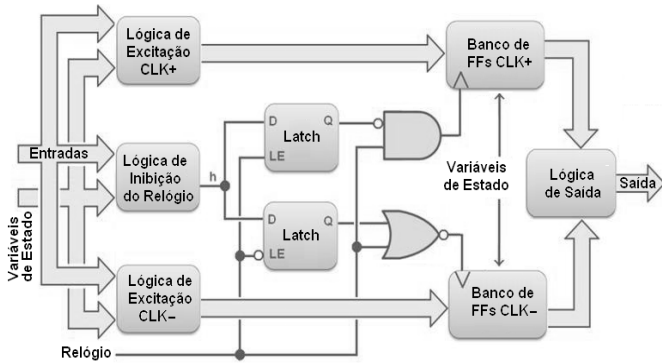 Lógica de
Excitação
CLK+
Banco de
FFs CLK+
D
Q
Latch
LE
Entradas
Lógica de
Inibição
do Relógio
h
Variáveis
de Estado
Lógica
de Saída
Saída
D
Q
Latch
LE
Variáveis
de Estado
Lógica de
Excitação
CLK−
Banco de
FFs CLK−
Relógio